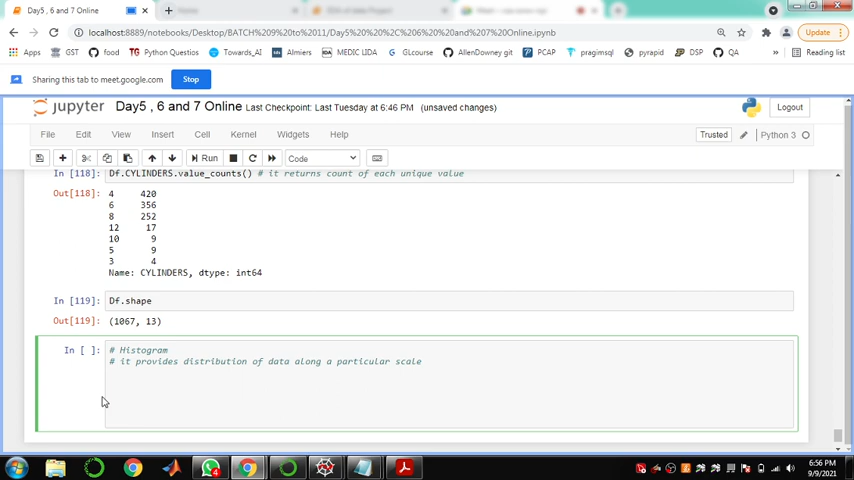 Day5 , 6 and 7 Online
Home
localhost:8889/notebooks/Desktop/BATCH%209%20to%2011/Day5%20%2C%206%20and%207%20Online.ipynb
Update
Apps
GST
food
Python Questions
Towards_AI
Almiers
MEDIC LIDA
GLcourse
AllenDowney git
PCAP
pragimsql
pyrapid
DSP
QA
Reading list
Sharing this tab to meet.google.com
Stop
jupyter Day5 , 6 and 7 Online Last Checkpoint: Last Tuesday at 6:46 PM (unsaved changes)
Logout
File Edit View Insert Cell Kernel Widgets Help
Trusted
Python 3
Run
Code
In [118]: Df.CYLINDERS.value_counts() # it returns count of each unique value
Out[118]: 4 420
6 356
8 252
12 17
10 9
5 9
3 4
Name: CYLINDERS, dtype: int64
In [119]: Df.shape
Out[119]: (1067, 13)
In [ ]: # Histogram
# it provides distribution of data along a particular scale
4
6:56 PM
9/9/2021